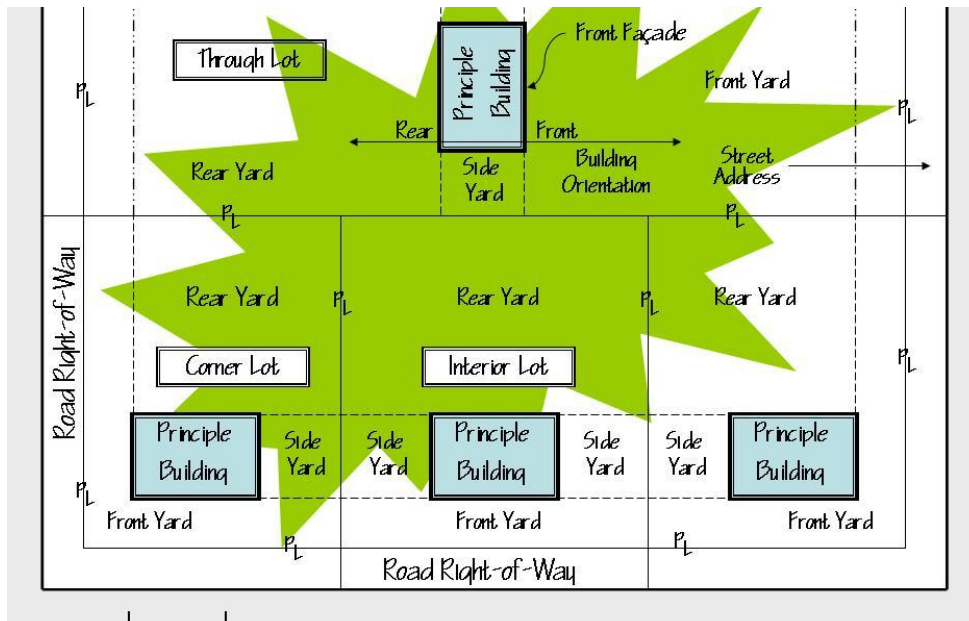 Front Façade
Through Lot
Principle
Building
Front Yard
PL
PL
Rear
Front
Rear Yard
Side
Yard
Building
Orientation
Street
Address
PL
PL
Road Right-of-Way
Rear Yard
PL
Rear Yard
PL
Rear Yard
Corner Lot
Interior Lot
PL
Principle
Building
Side
Yard
Side
Yard
Principle
Building
Side
Yard
Side
Yard
Principle
Building
PL
Front Yard
Front Yard
Front Yard
PL
PL
Road Right-of-Way